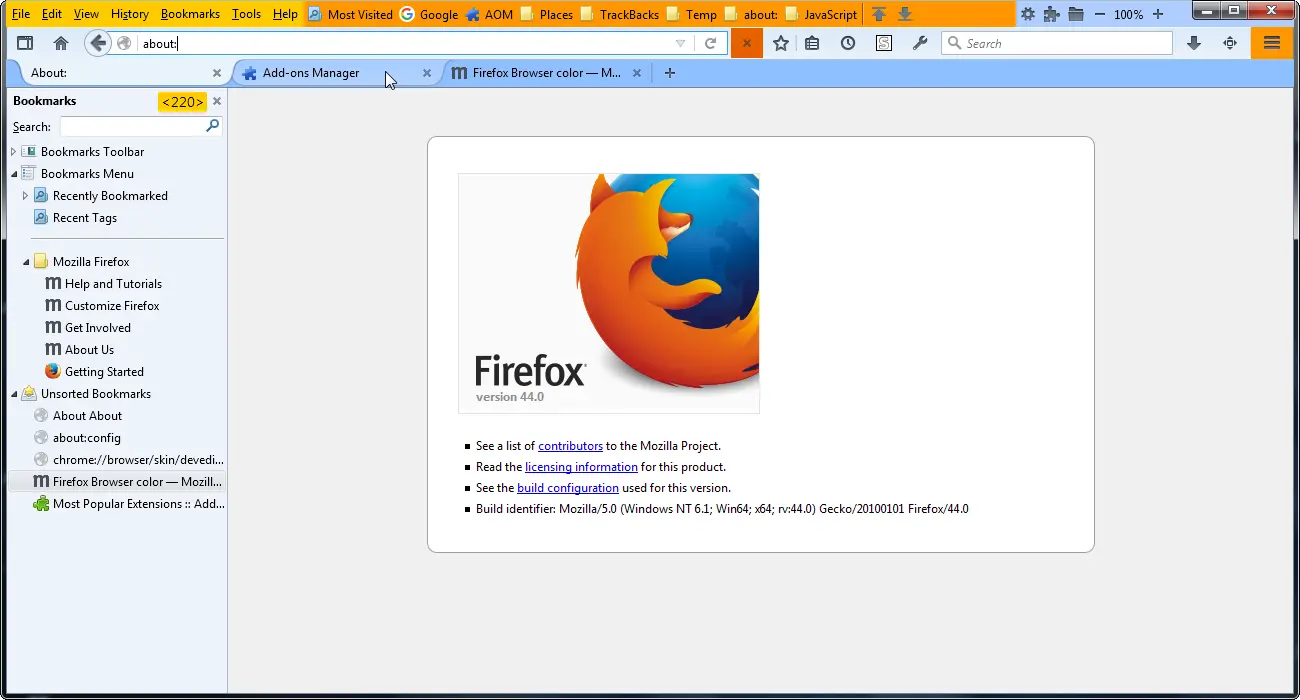 File Edit View History Bookmarks Tools Help Most Visited Google AOM Places TrackBacks Temp about: JavaScript 100%
about: S Search
About: Add-ons Manager Firefox Browser color — M...
Bookmarks <220>
Search:
Bookmarks Toolbar
Bookmarks Menu
Recently Bookmarked
Recent Tags
Mozilla Firefox
Help and Tutorials
Customize Firefox
Get Involved
About Us
Getting Started
Unsorted Bookmarks
About About
about:config
chrome://browser/skin/devedi...
Firefox Browser color — Mozill...
Most Popular Extensions :: Add...
Firefox
version 44.0
See a list of contributors to the Mozilla Project.
Read the licensing information for this product.
See the build configuration used for this version.
Build identifier: Mozilla/5.0 (Windows NT 6.1; Win64; x64; rv:44.0) Gecko/20100101 Firefox/44.0